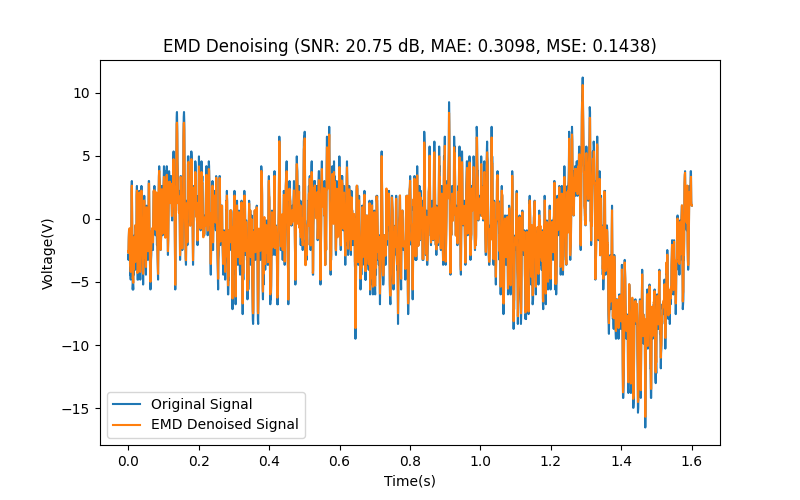 EMD Denoising (SNR: 20.75 dB, MAE: 0.3098, MSE: 0.1438)
10
5
0
−5
−10
−15
Voltage(V)
Original Signal
EMD Denoised Signal
0.0 0.2 0.4 0.6 0.8 1.0 1.2 1.4 1.6
Time(s)